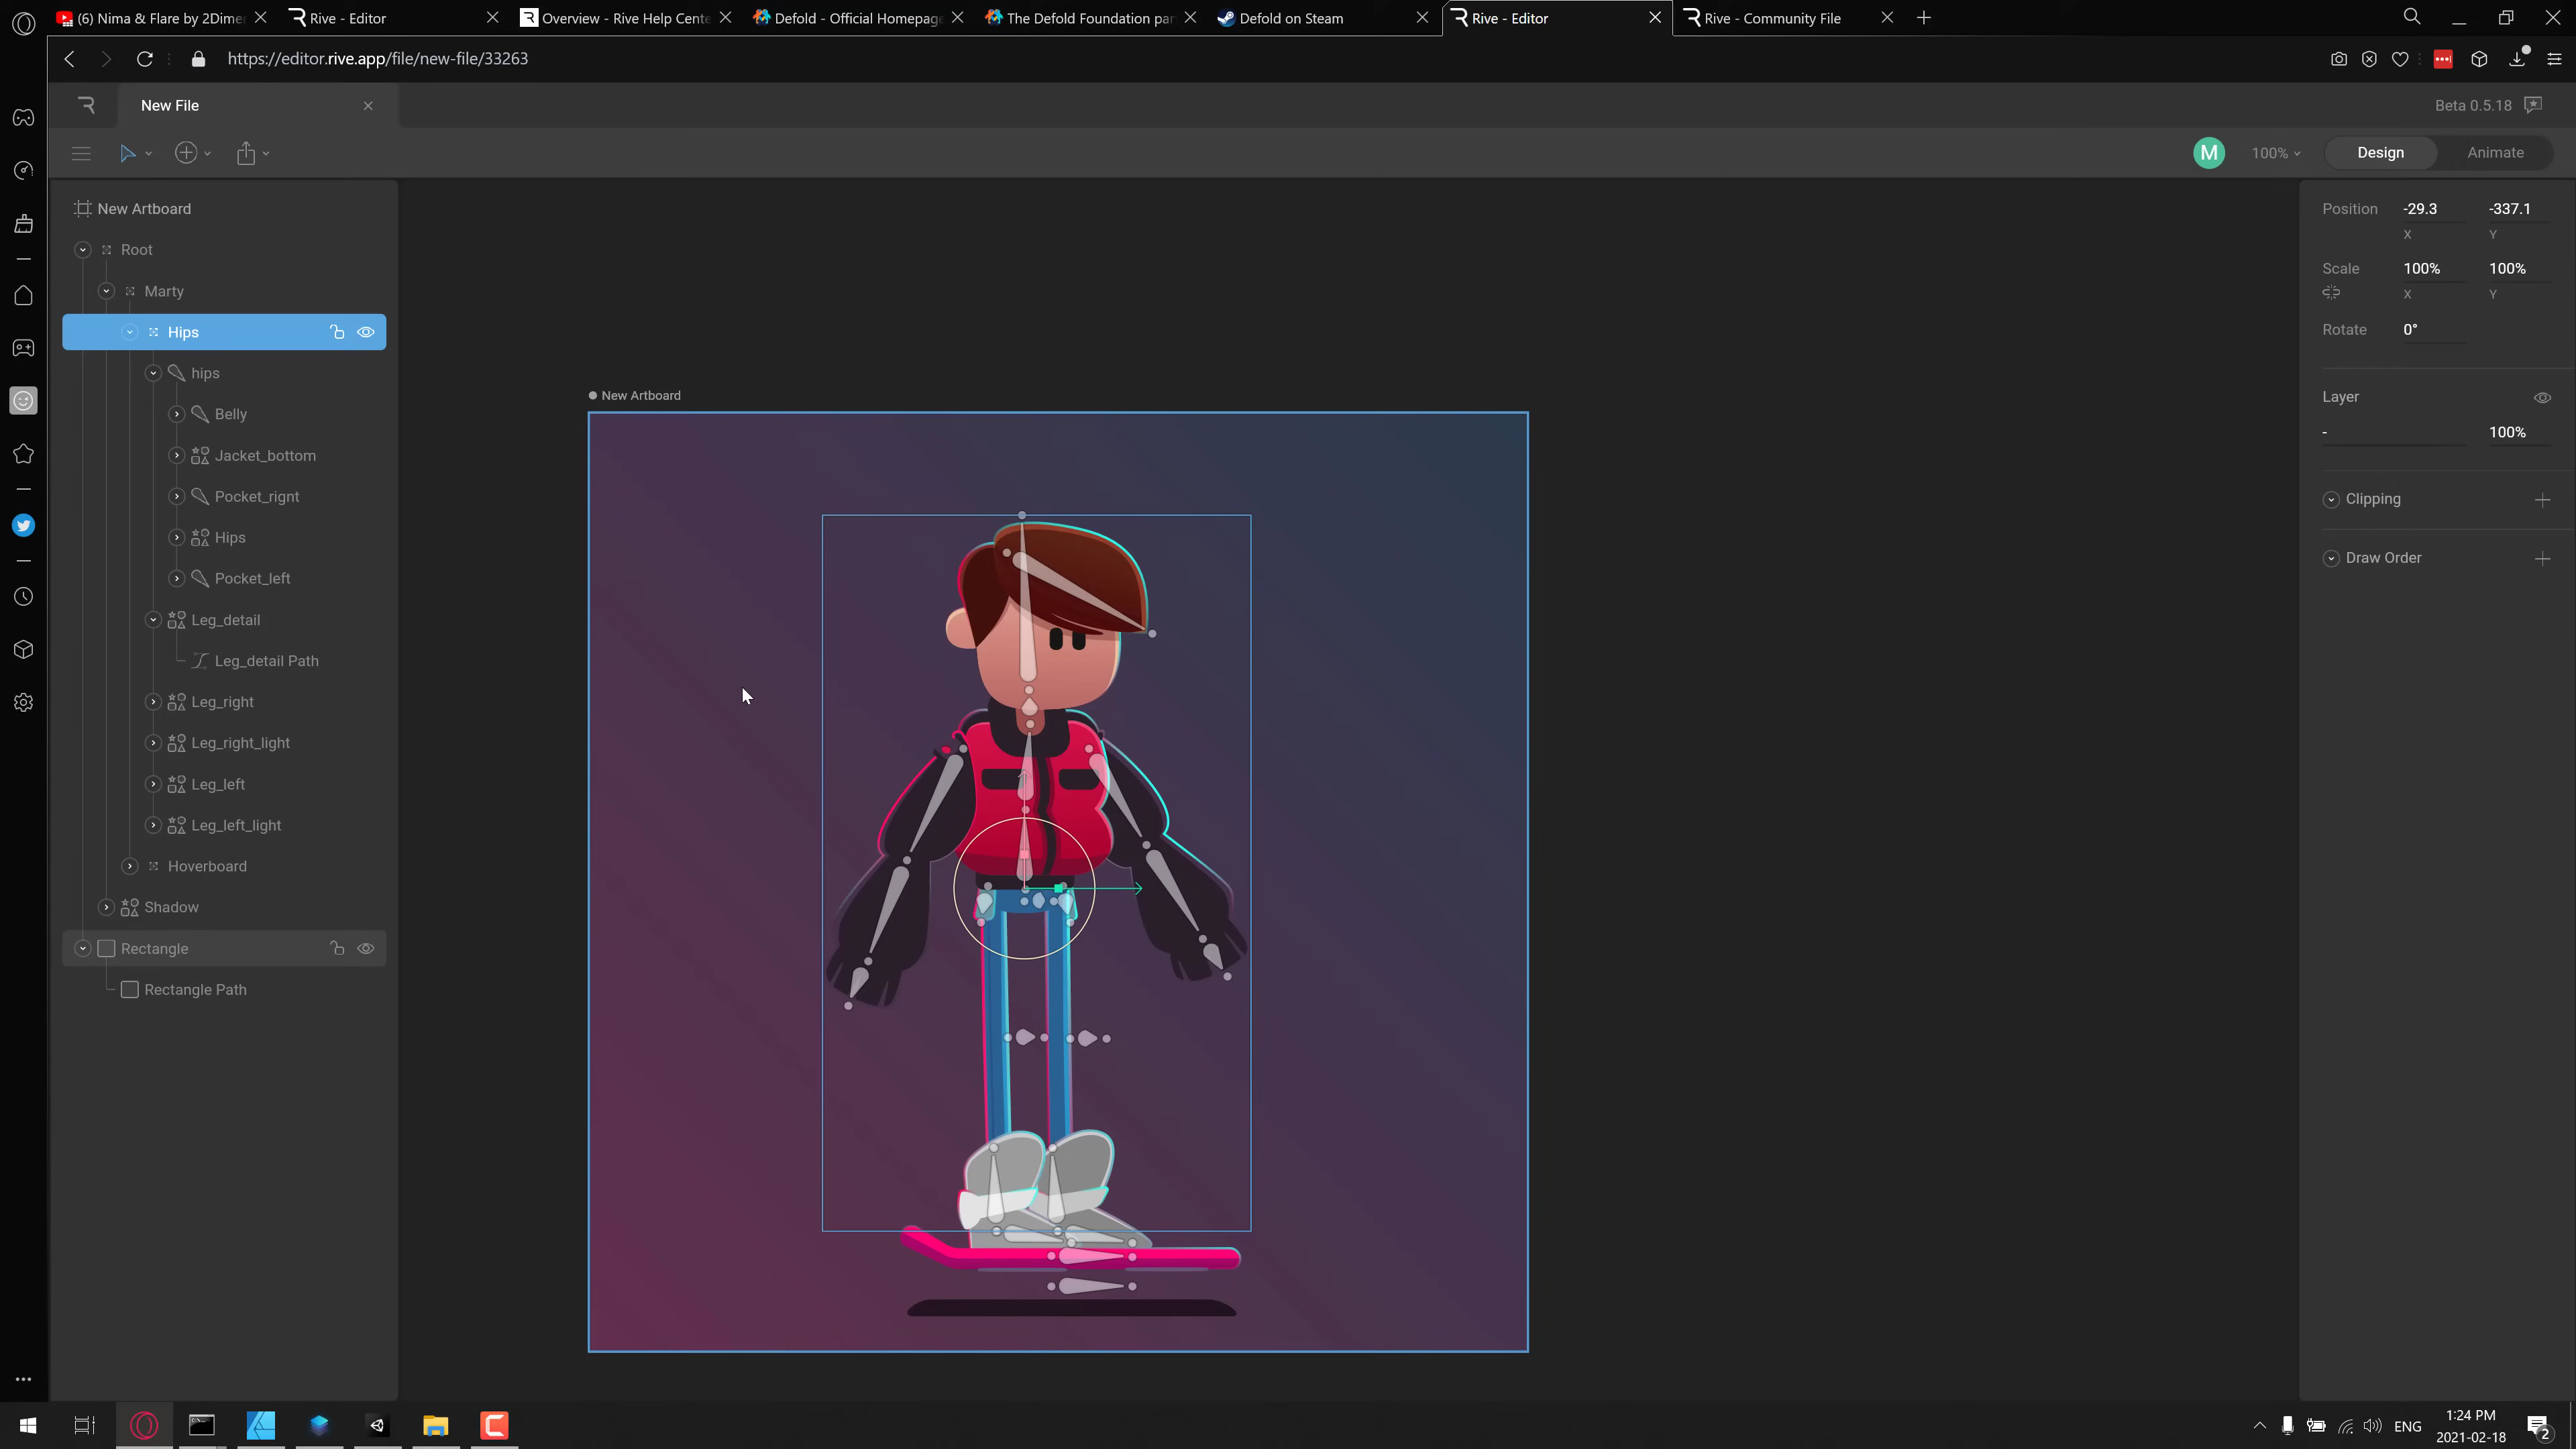 (6) Nima & Flare by 2Dimen
Rive - Editor
Overview - Rive Help Cente
Defold - Official Homepage
The Defold Foundation par
Defold on Steam
Rive - Editor
Rive - Community File
https://editor.rive.app/file/new-file/33263
New File
Beta 0.5.18
M
100%
Design
Animate
New Artboard
Root
Marty
Hips
hips
Belly
Jacket_bottom
Pocket_rignt
Hips
Pocket_left
Leg_detail
Leg_detail Path
Leg_right
Leg_right_light
Leg_left
Leg_left_light
Hoverboard
Shadow
Rectangle
Rectangle Path
New Artboard
Position -29.3 -337.1
X Y
Scale 100% 100%
X Y
Rotate 0°
Layer
- 100%
Clipping
Draw Order
ENG
1:24 PM
2021-02-18
2